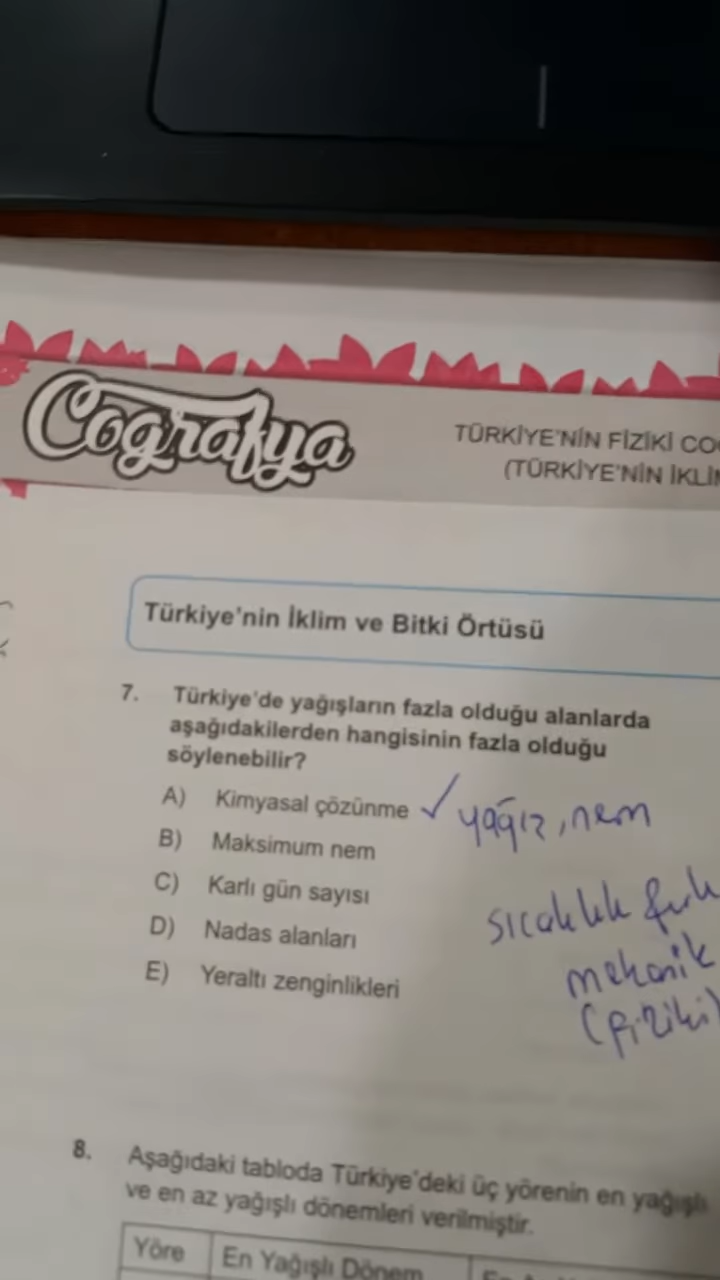 Coğrafya
TÜRKİYE'NİN FİZİKİ
(TÜRKİYE'NİN
Türkiye'nin İklim ve Bitki Örtüsü
7. Türkiye'de yağışların fazla olduğu alanlarda
aşağıdakilerden hangisinin fazla olduğu
söylenebilir?
A) Kimyasal çözünme ✓ yağız, nem
B) Maksimum nem
C) Karlı gün sayısı
sıcaklık
D) Nadas alanları
mekanik
E) Yeraltı zenginlikleri
(fiziki)
8. Aşağıdaki tabloda Türkiye'deki üç yörenin en yağışlı
ve en az yağışlı dönemleri verilmiştir.
Yöre
En Yağışlı Dönem